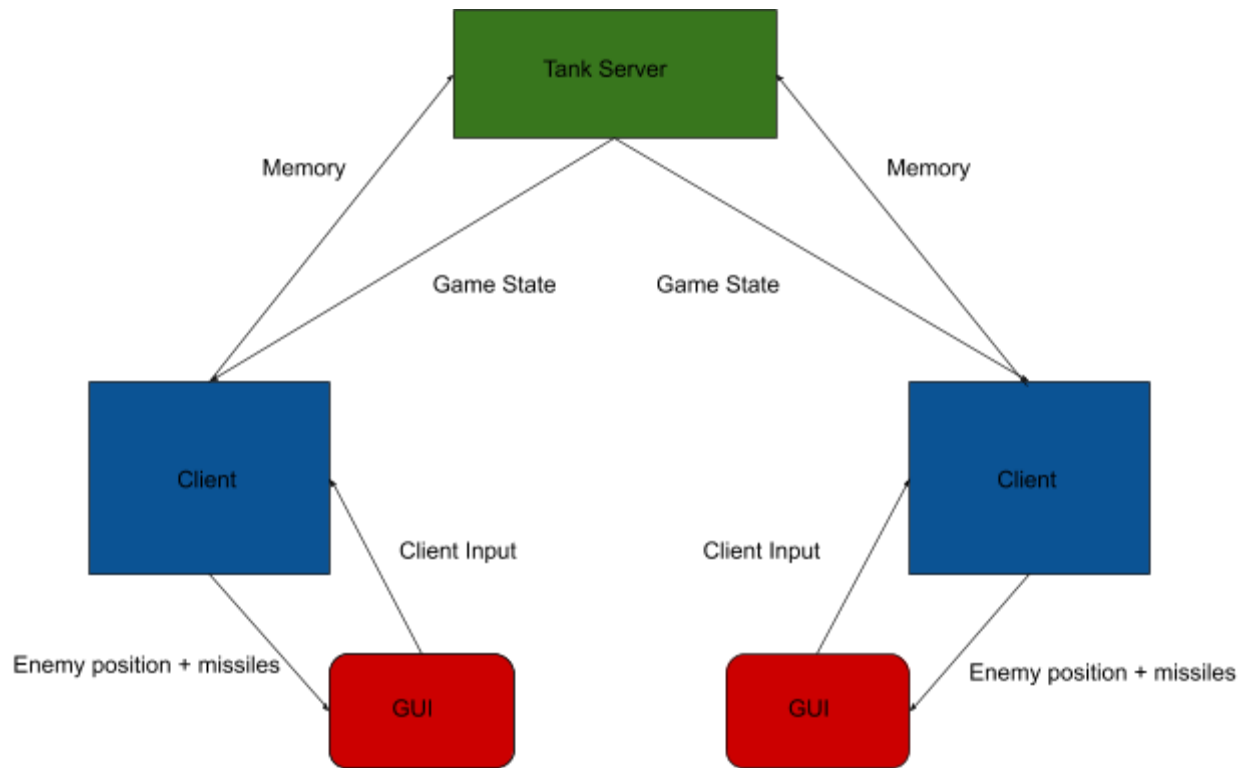 Tank Server
Memory
Memory
Game State
Game State
Client
Client
Client Input
Client Input
Enemy position + missiles
Enemy position + missiles
GUI
GUI